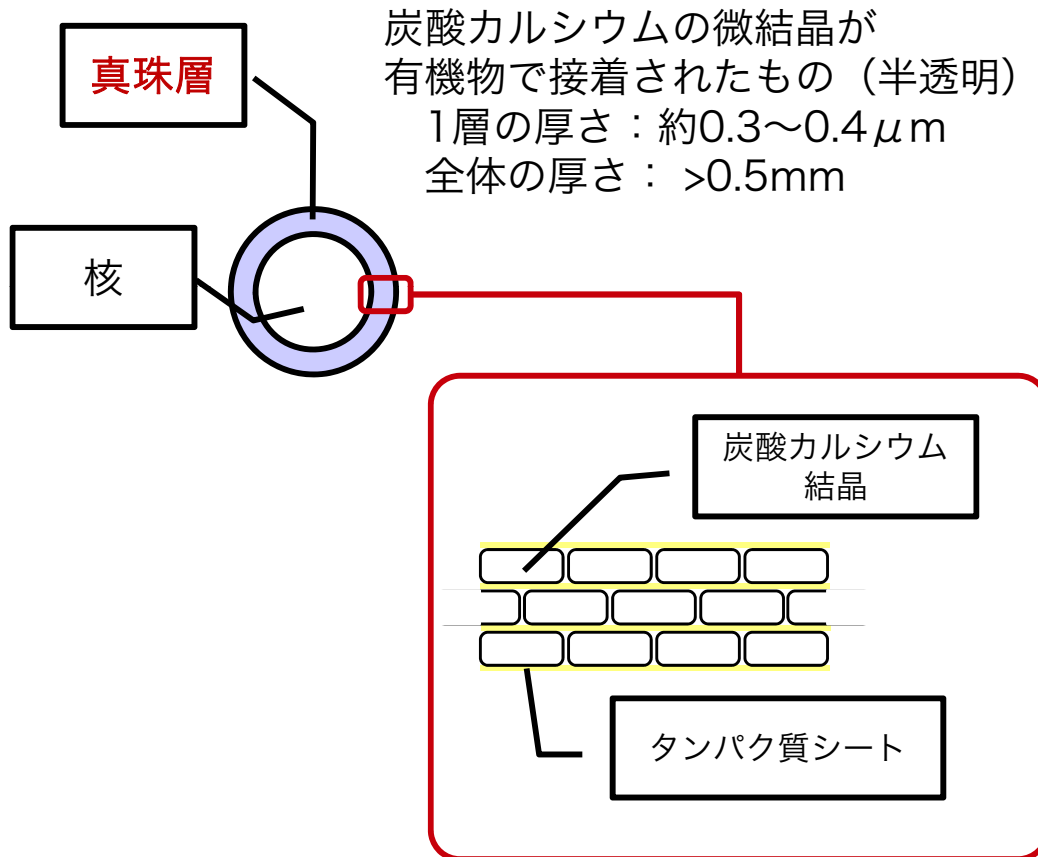 真珠層
炭酸カルシウムの微結晶が
有機物で接着されたもの（半透明）
1層の厚さ：約0.3〜0.4μm
全体の厚さ： >0.5mm
核
炭酸カルシウム
結晶
タンパク質シート